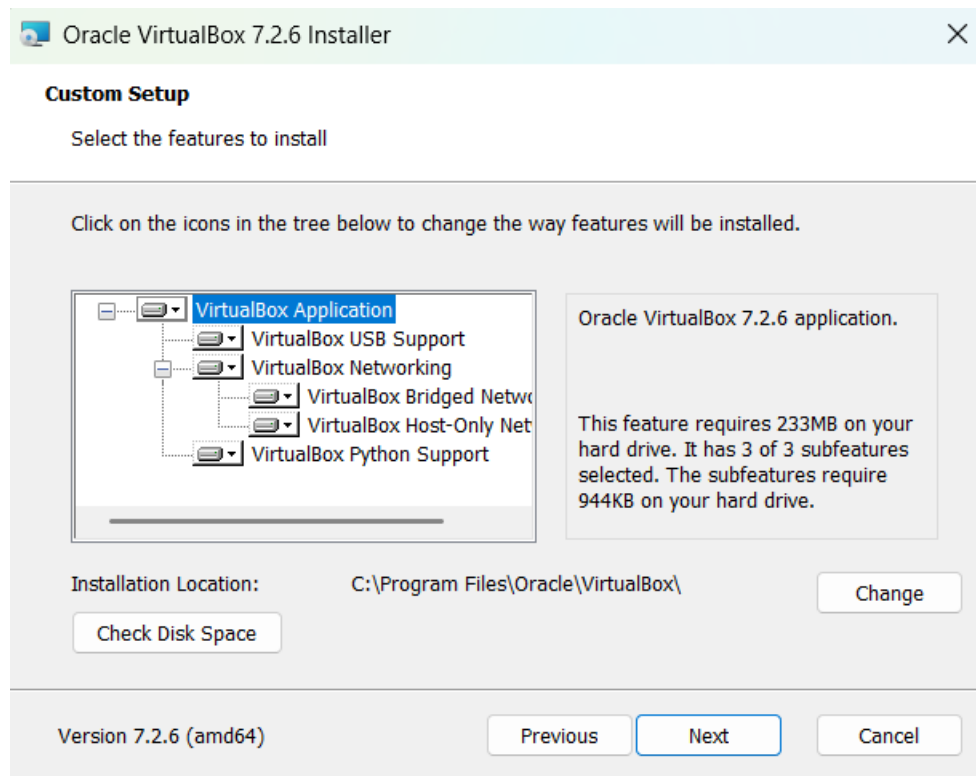 Oracle VirtualBox 7.2.6 Installer
Custom Setup
Select the features to install
Click on the icons in the tree below to change the way features will be installed.
VirtualBox Application
VirtualBox USB Support
VirtualBox Networking
VirtualBox Bridged Netwo
VirtualBox Host-Only Net
VirtualBox Python Support
Oracle VirtualBox 7.2.6 application.
This feature requires 233MB on your
hard drive. It has 3 of 3 subfeatures
selected. The subfeatures require
944KB on your hard drive.
Installation Location: C:\Program Files\Oracle\VirtualBox\
Change
Check Disk Space
Version 7.2.6 (amd64)
Previous
Next
Cancel